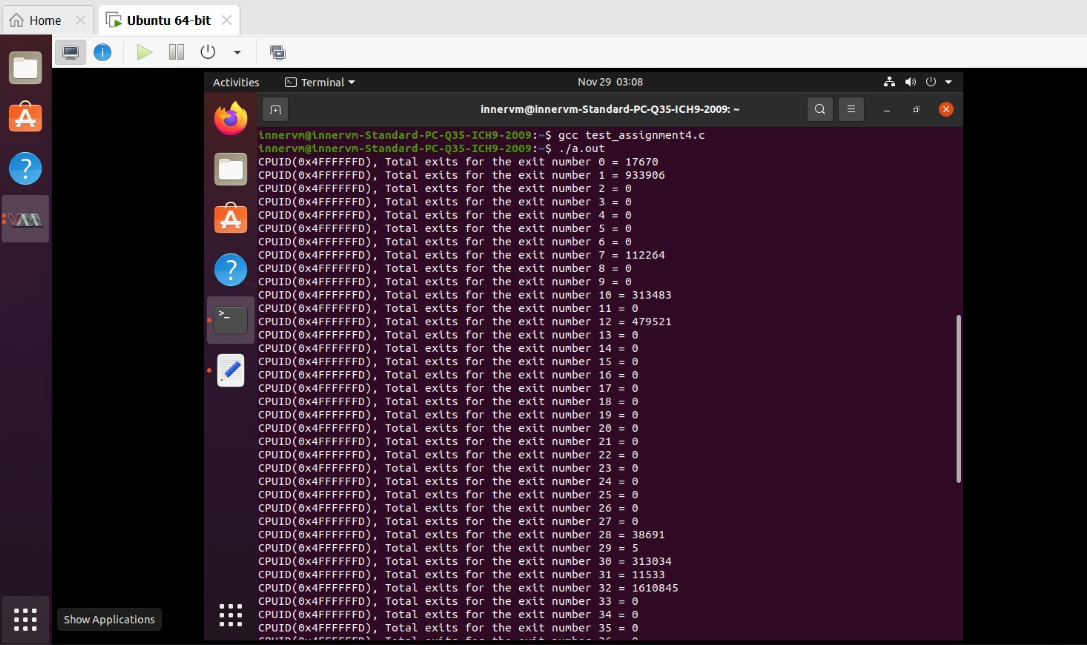 Home
Ubuntu 64-bit
Activities
Terminal
Nov 29 03:08
innervm@innervm-Standard-PC-Q35-ICH9-2009: ~
innervm@innervm-Standard-PC-Q35-ICH9-2009:~$ gcc test_assignment4.c
innervm@innervm-Standard-PC-Q35-ICH9-2009:~$ ./a.out
CPUID(0x4FFFFFFD), Total exits for the exit number 0 = 17670
CPUID(0x4FFFFFFD), Total exits for the exit number 1 = 933906
CPUID(0x4FFFFFFD), Total exits for the exit number 2 = 0
CPUID(0x4FFFFFFD), Total exits for the exit number 3 = 0
CPUID(0x4FFFFFFD), Total exits for the exit number 4 = 0
CPUID(0x4FFFFFFD), Total exits for the exit number 5 = 0
CPUID(0x4FFFFFFD), Total exits for the exit number 6 = 0
CPUID(0x4FFFFFFD), Total exits for the exit number 7 = 112264
CPUID(0x4FFFFFFD), Total exits for the exit number 8 = 0
CPUID(0x4FFFFFFD), Total exits for the exit number 9 = 0
CPUID(0x4FFFFFFD), Total exits for the exit number 10 = 313483
CPUID(0x4FFFFFFD), Total exits for the exit number 11 = 0
CPUID(0x4FFFFFFD), Total exits for the exit number 12 = 479521
CPUID(0x4FFFFFFD), Total exits for the exit number 13 = 0
CPUID(0x4FFFFFFD), Total exits for the exit number 14 = 0
CPUID(0x4FFFFFFD), Total exits for the exit number 15 = 0
CPUID(0x4FFFFFFD), Total exits for the exit number 16 = 0
CPUID(0x4FFFFFFD), Total exits for the exit number 17 = 0
CPUID(0x4FFFFFFD), Total exits for the exit number 18 = 0
CPUID(0x4FFFFFFD), Total exits for the exit number 19 = 0
CPUID(0x4FFFFFFD), Total exits for the exit number 20 = 0
CPUID(0x4FFFFFFD), Total exits for the exit number 21 = 0
CPUID(0x4FFFFFFD), Total exits for the exit number 22 = 0
CPUID(0x4FFFFFFD), Total exits for the exit number 23 = 0
CPUID(0x4FFFFFFD), Total exits for the exit number 24 = 0
CPUID(0x4FFFFFFD), Total exits for the exit number 25 = 0
CPUID(0x4FFFFFFD), Total exits for the exit number 26 = 0
CPUID(0x4FFFFFFD), Total exits for the exit number 27 = 0
CPUID(0x4FFFFFFD), Total exits for the exit number 28 = 38691
CPUID(0x4FFFFFFD), Total exits for the exit number 29 = 5
CPUID(0x4FFFFFFD), Total exits for the exit number 30 = 313034
CPUID(0x4FFFFFFD), Total exits for the exit number 31 = 11533
CPUID(0x4FFFFFFD), Total exits for the exit number 32 = 1610845
CPUID(0x4FFFFFFD), Total exits for the exit number 33 = 0
CPUID(0x4FFFFFFD), Total exits for the exit number 34 = 0
CPUID(0x4FFFFFFD), Total exits for the exit number 35 = 0
Show Applications